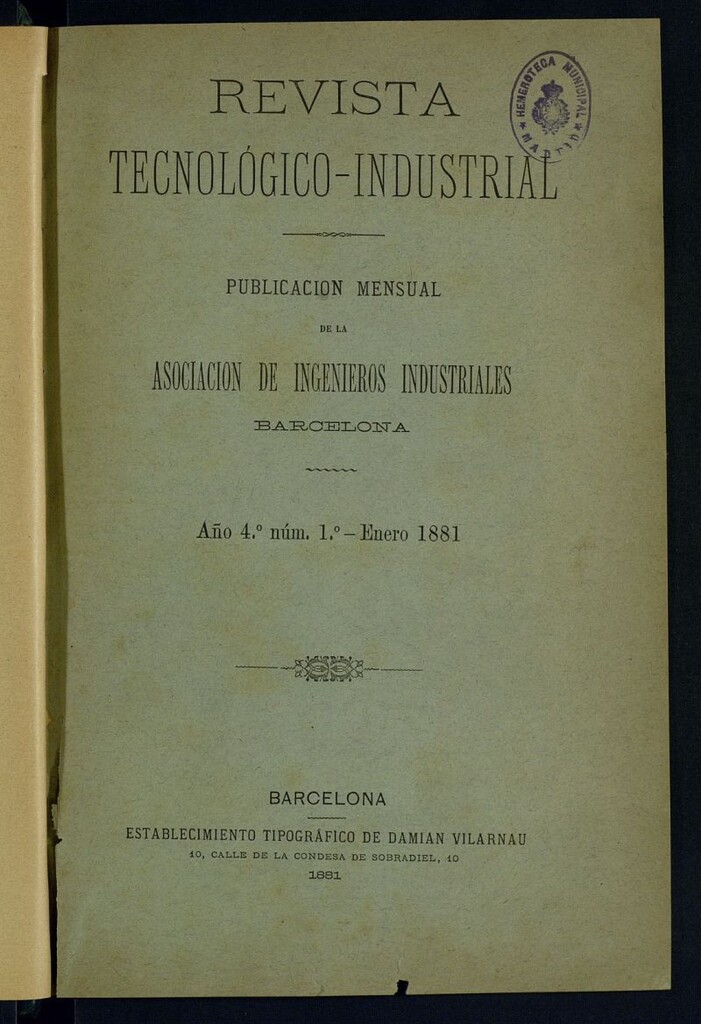 REVISTA
TECNOLÓGICO-INDUSTRIAL
HEMEROTECA MUNICIPAL
* MADRID *
PUBLICACION MENSUAL
DE LA
ASOCIACION DE INGENIEROS INDUSTRIALES
BARCELONA
Año 4.º núm. 1.º – Enero 1881
BARCELONA
ESTABLECIMIENTO TIPOGRÁFICO DE DAMIAN VILARNAU
10, CALLE DE LA CONDESA DE SOBRADIEL, 10
1881